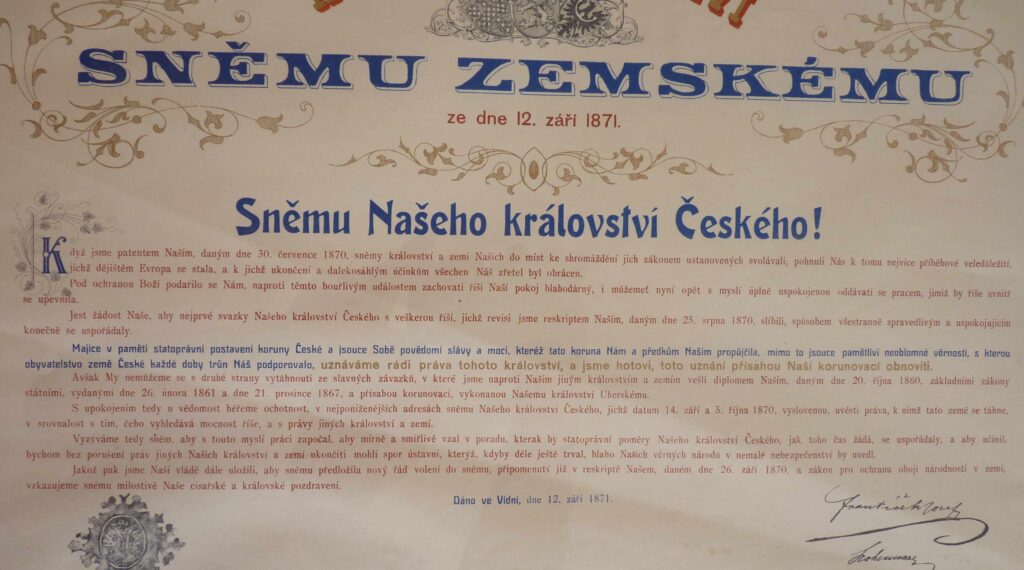 SNĚMU ZEMSKÉMU
ze dne 12. září 1871.
Sněmu Našeho království Českého!
Když jsme patentem Naším, daným dne 30. července 1870, sněmy království a zemí Našich do míst ke shromáždění jich zákonem ustanovených svolávali, pohnuli Nás k tomu nejvíce příběhové veledůležití,
jichž dějištěm Evropa se stala, a k jichž ukončení a dalekosáhlým účinkům všechen Náš zřetel byl obrácen.
Pod ochranou Boží podařilo se Nám, naproti těmto bouřlivým událostem zachovati říši Naší pokoj blahodárný, i můžemeť nyní opět s myslí úplně uspokojenou oddávati se pracem, jimiž by říše uvnitř
se upevnila.
Jest žádost Naše, aby nejprvé svazky Našeho království Českého s veškerou říší, jichž revisi jsme reskriptem Naším, daným dne 25. srpna 1870, slíbili, spůsobem všestranně spravedlivým a uspokojujícím
konečně se uspořádaly.
Majíce v paměti statoprávní postavení koruny České a jsouce Sobě povědomi slávy a moci, kteréž tato koruna Nám a předkům Našim propůjčila, mimo to jsouce pamětlivi neoblomné věrnosti, s kterou
obyvatelstvo země České každé doby trůn Náš podporovalo, uznáváme rádi práva tohoto království, a jsme hotovi, toto uznání přísahou Naší korunovací obnoviti.
Avšak My nemůžeme se s druhé strany vytáhnouti ze slavných závazků, v které jsme naproti Našim jiným královstvím a zemím vešli diplomem Naším, daným dne 20. října 1860, základními zákony
státními, vydanými dne 26. února 1861 a dne 21. prosince 1867, a přísahou korunovací, vykonanou Našemu království Uherskému.
S upokojením tedy u vědomost béřeme ochotnost, v nejponíženějších adresách sněmu Našeho království Českého, jichž datum 14. září a 5. října 1870, vyslovenou, uvésti práva, k nimž tato země se táhne,
v srovnalost s tím, čeho vyhledává mocnost říše, a s právy jiných království a zemí.
Vyzýváme tedy sněm, aby s touto myslí práci započal, aby mírně a smířlivě vzal v poradu, kterak by statoprávní poměry Našeho království Českého, jak toho čas žádá, se uspořádaly, a aby učinil,
bychom bez porušení práv jiných Našich království a zemí ukončiti mohli spor ústavní, kterýž, kdyby déle ještě trval, blaho Našich věrných národů v nemalé nebezpečenství by uvedl.
Jakož pak jsme Naší vládě dále uložili, aby sněmu předložila nový řád volení do sněmu, připomenutý již v reskriptě Našem, daném dne 26. září 1870, a zákon pro ochranu obojí národnosti v zemi,
vzkazujeme sněmu milostivě Naše císařské a královské pozdravení.
Dáno ve Vídni, dne 12. září 1871.
František Josef
Hohenwart